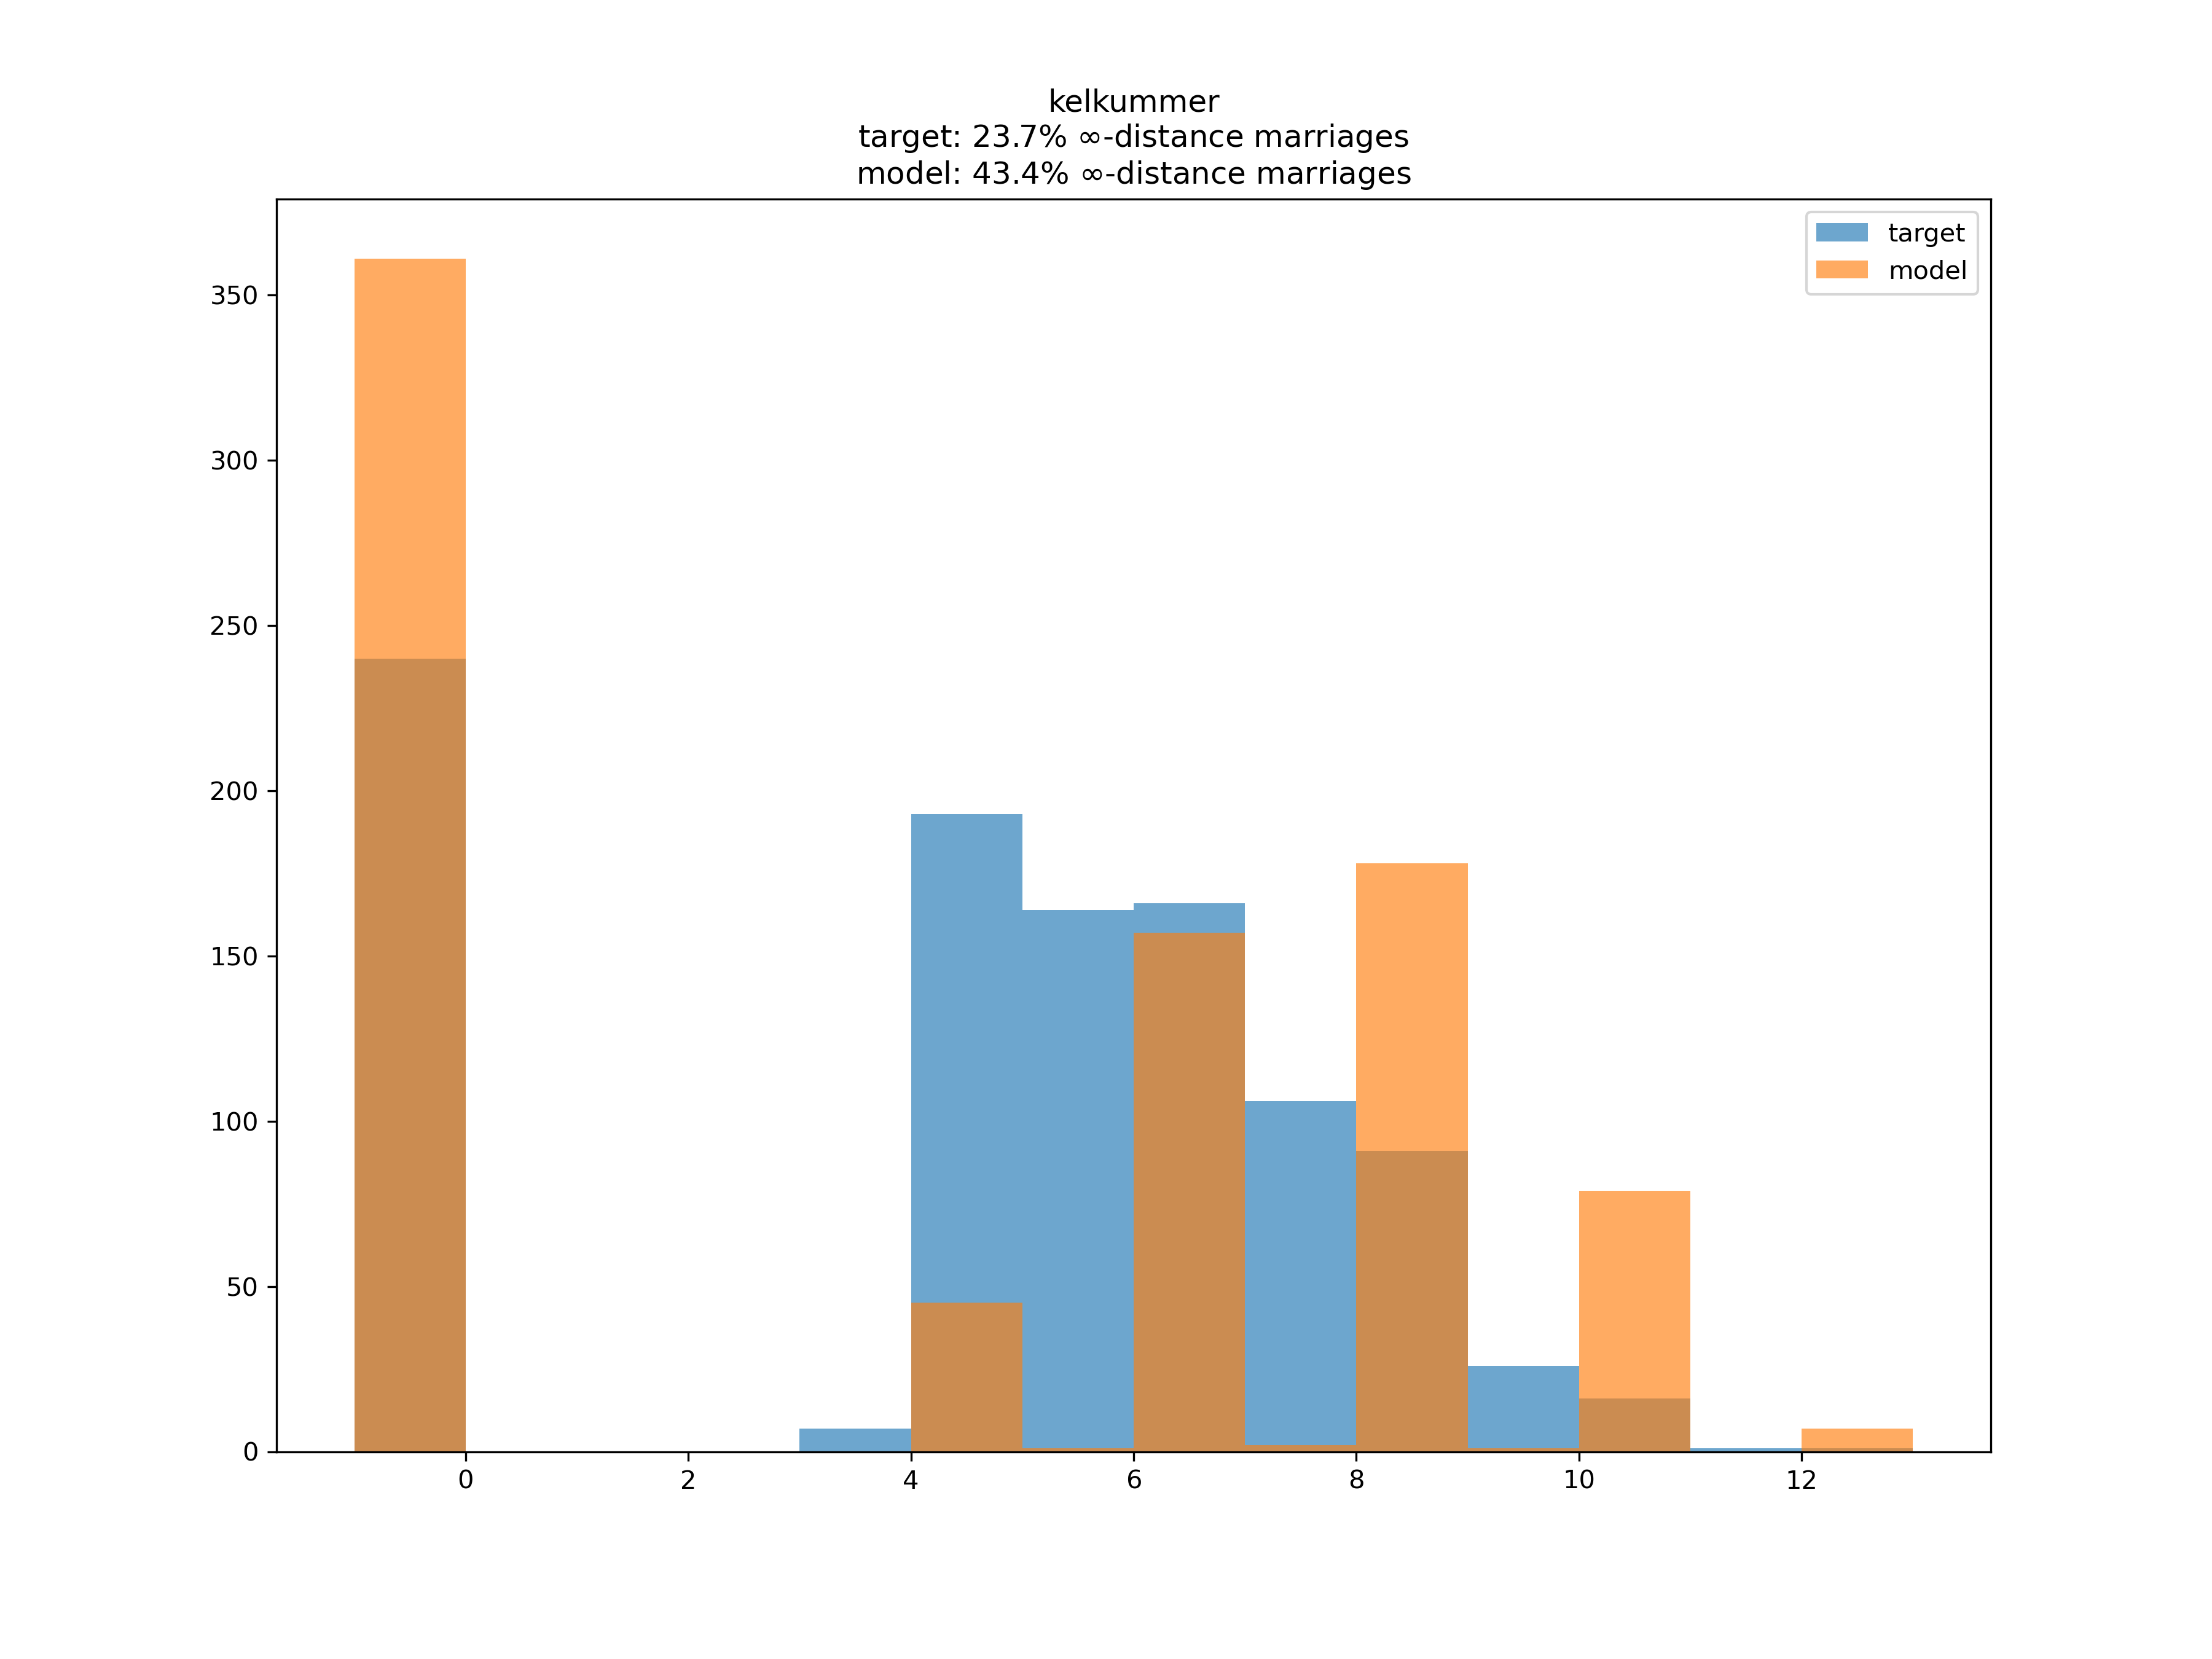 kelkummer
target: 23.7% ∞-distance marriages
model: 43.4% ∞-distance marriages
target
model
350
300
250
200
150
100
50
0
0 2 4 6 8 10 12